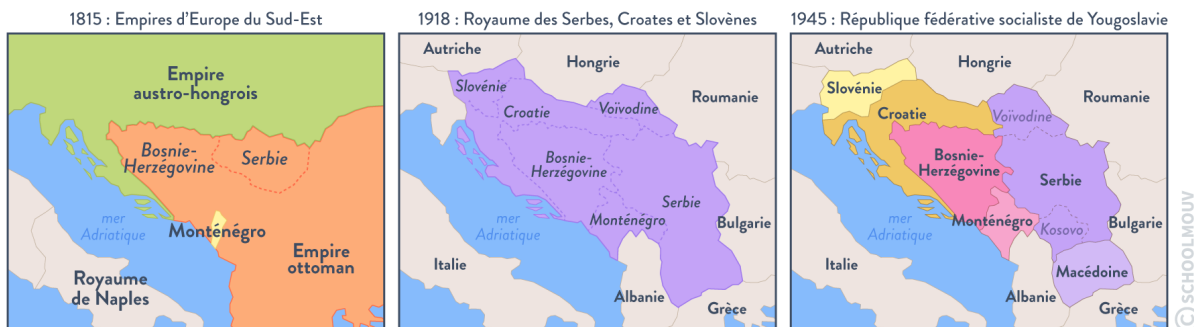 1815 : Empires d’Europe du Sud-Est
Empire
austro-hongrois
Bosnie-
Herzégovine
Serbie
mer
Adriatique
Monténégro
Empire
ottoman
Royaume
de Naples
1918 : Royaume des Serbes, Croates et Slovènes
Autriche
Hongrie
Slovénie
Croatie
Voïvodine
Roumanie
Bosnie-
Herzégovine
Serbie
mer
Adriatique
Monténégro
Bulgarie
Italie
Albanie
Grèce
1945 : République fédérative socialiste de Yougoslavie
Autriche
Hongrie
Slovénie
Croatie
Voïvodine
Roumanie
Bosnie-
Herzégovine
Serbie
mer
Adriatique
Monténégro
Kosovo
Bulgarie
Italie
Macédoine
Albanie
Grèce
© SCHOOLMOUV